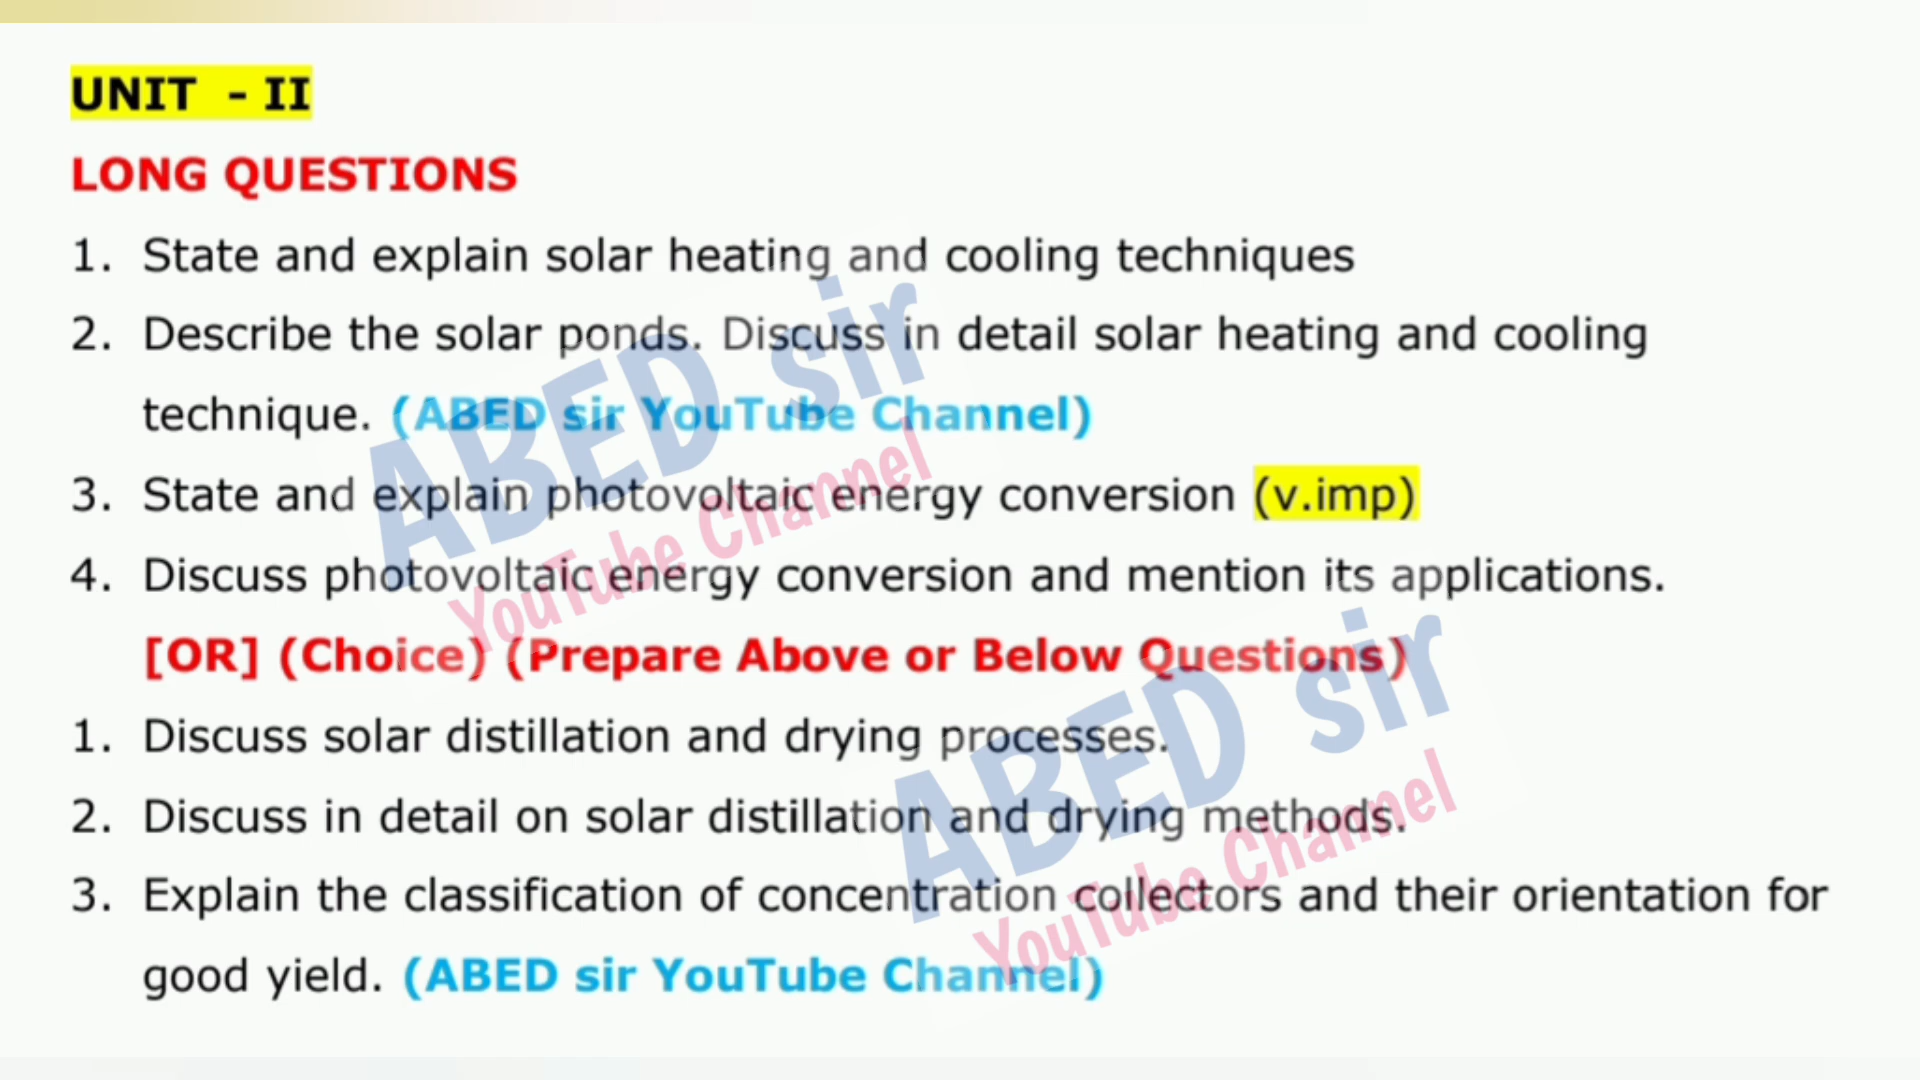 UNIT - II
LONG QUESTIONS
1. State and explain solar heating and cooling techniques
2. Describe the solar ponds. Discuss in detail solar heating and cooling
technique. (ABED sir YouTube Channel)
3. State and explain photovoltaic energy conversion (v.imp)
4. Discuss photovoltaic energy conversion and mention its applications.
[OR] (Choice) (Prepare Above or Below Questions)
1. Discuss solar distillation and drying processes.
2. Discuss in detail on solar distillation and drying methods.
3. Explain the classification of concentration collectors and their orientation for
good yield. (ABED sir YouTube Channel)
ABED sir
YouTube Channel
ABED sir
YouTube Channel